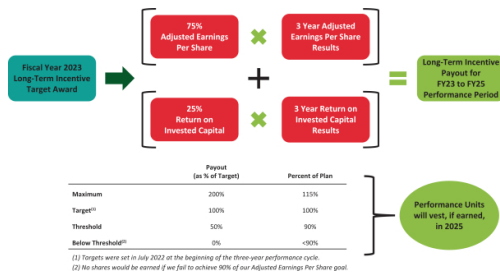 75%
Adjusted Earnings
Per Share
3 Year Adjusted
Earnings Per Share
Results
Fiscal Year 2023
Long-Term Incentive
Target Award
Long-Term Incentive
Payout for
FY23 to FY25
Performance Period
25%
Return on
Invested Capital
3 Year Return on
Invested Capital
Results
Payout
(as % of Target) Percent of Plan
Maximum 200% 115%
Target(1) 100% 100%
Threshold 50% 90%
Below Threshold(2) 0% <90%
Performance Units
will vest, if earned,
in 2025
(1) Targets were set in July 2022 at the beginning of the three-year performance cycle.
(2) No shares would be earned if we fail to achieve 90% of our Adjusted Earnings Per Share goal.